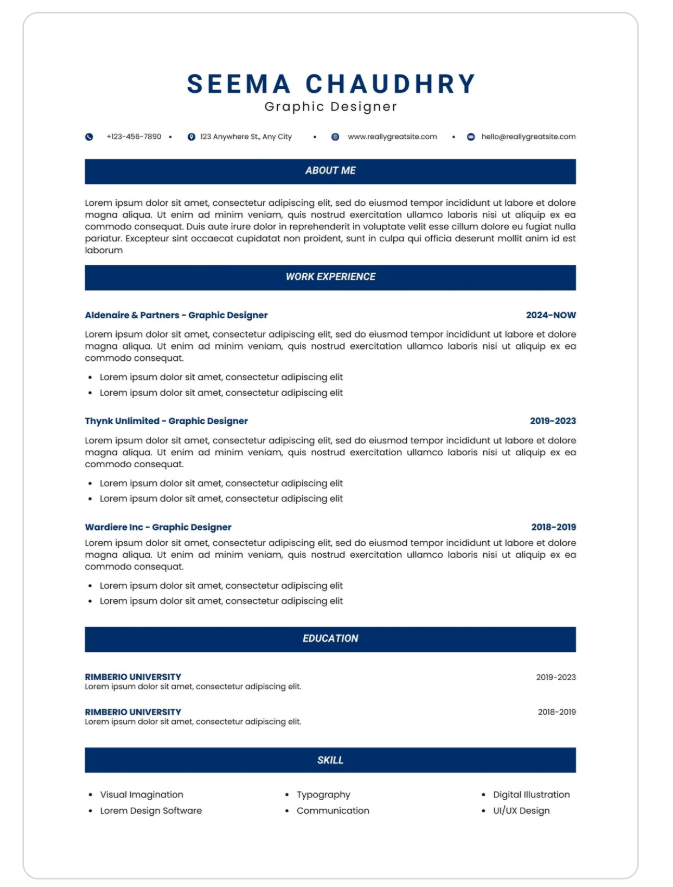 SEEMA CHAUDHRY
Graphic Designer
+123-456-7890 • 123 Anywhere St., Any City • www.reallygreatsite.com • hello@reallygreatsite.com
ABOUT ME
Lorem ipsum dolor sit amet, consectetur adipiscing elit, sed do eiusmod tempor incididunt ut labore et dolore
magna aliqua. Ut enim ad minim veniam, quis nostrud exercitation ullamco laboris nisi ut aliquip ex ea
commodo consequat. Duis aute irure dolor in reprehenderit in voluptate velit esse cillum dolore eu fugiat nulla
pariatur. Excepteur sint occaecat cupidatat non proident, sunt in culpa qui officia deserunt mollit anim id est
laborum
WORK EXPERIENCE
Aldenaire & Partners - Graphic Designer 2024-NOW
Lorem ipsum dolor sit amet, consectetur adipiscing elit, sed do eiusmod tempor incididunt ut labore et dolore
magna aliqua. Ut enim ad minim veniam, quis nostrud exercitation ullamco laboris nisi ut aliquip ex ea
commodo consequat.
• Lorem ipsum dolor sit amet, consectetur adipiscing elit
• Lorem ipsum dolor sit amet, consectetur adipiscing elit
Thynk Unlimited - Graphic Designer 2019-2023
Lorem ipsum dolor sit amet, consectetur adipiscing elit, sed do eiusmod tempor incididunt ut labore et dolore
magna aliqua. Ut enim ad minim veniam, quis nostrud exercitation ullamco laboris nisi ut aliquip ex ea
commodo consequat.
• Lorem ipsum dolor sit amet, consectetur adipiscing elit
• Lorem ipsum dolor sit amet, consectetur adipiscing elit
Wardiere Inc - Graphic Designer 2018-2019
Lorem ipsum dolor sit amet, consectetur adipiscing elit, sed do eiusmod tempor incididunt ut labore et dolore
magna aliqua. Ut enim ad minim veniam, quis nostrud exercitation ullamco laboris nisi ut aliquip ex ea
commodo consequat.
• Lorem ipsum dolor sit amet, consectetur adipiscing elit
• Lorem ipsum dolor sit amet, consectetur adipiscing elit
EDUCATION
RIMBERIO UNIVERSITY 2019-2023
Lorem ipsum dolor sit amet, consectetur adipiscing elit.
RIMBERIO UNIVERSITY 2018-2019
Lorem ipsum dolor sit amet, consectetur adipiscing elit.
SKILL
• Visual Imagination • Typography • Digital Illustration
• Lorem Design Software • Communication • UI/UX Design